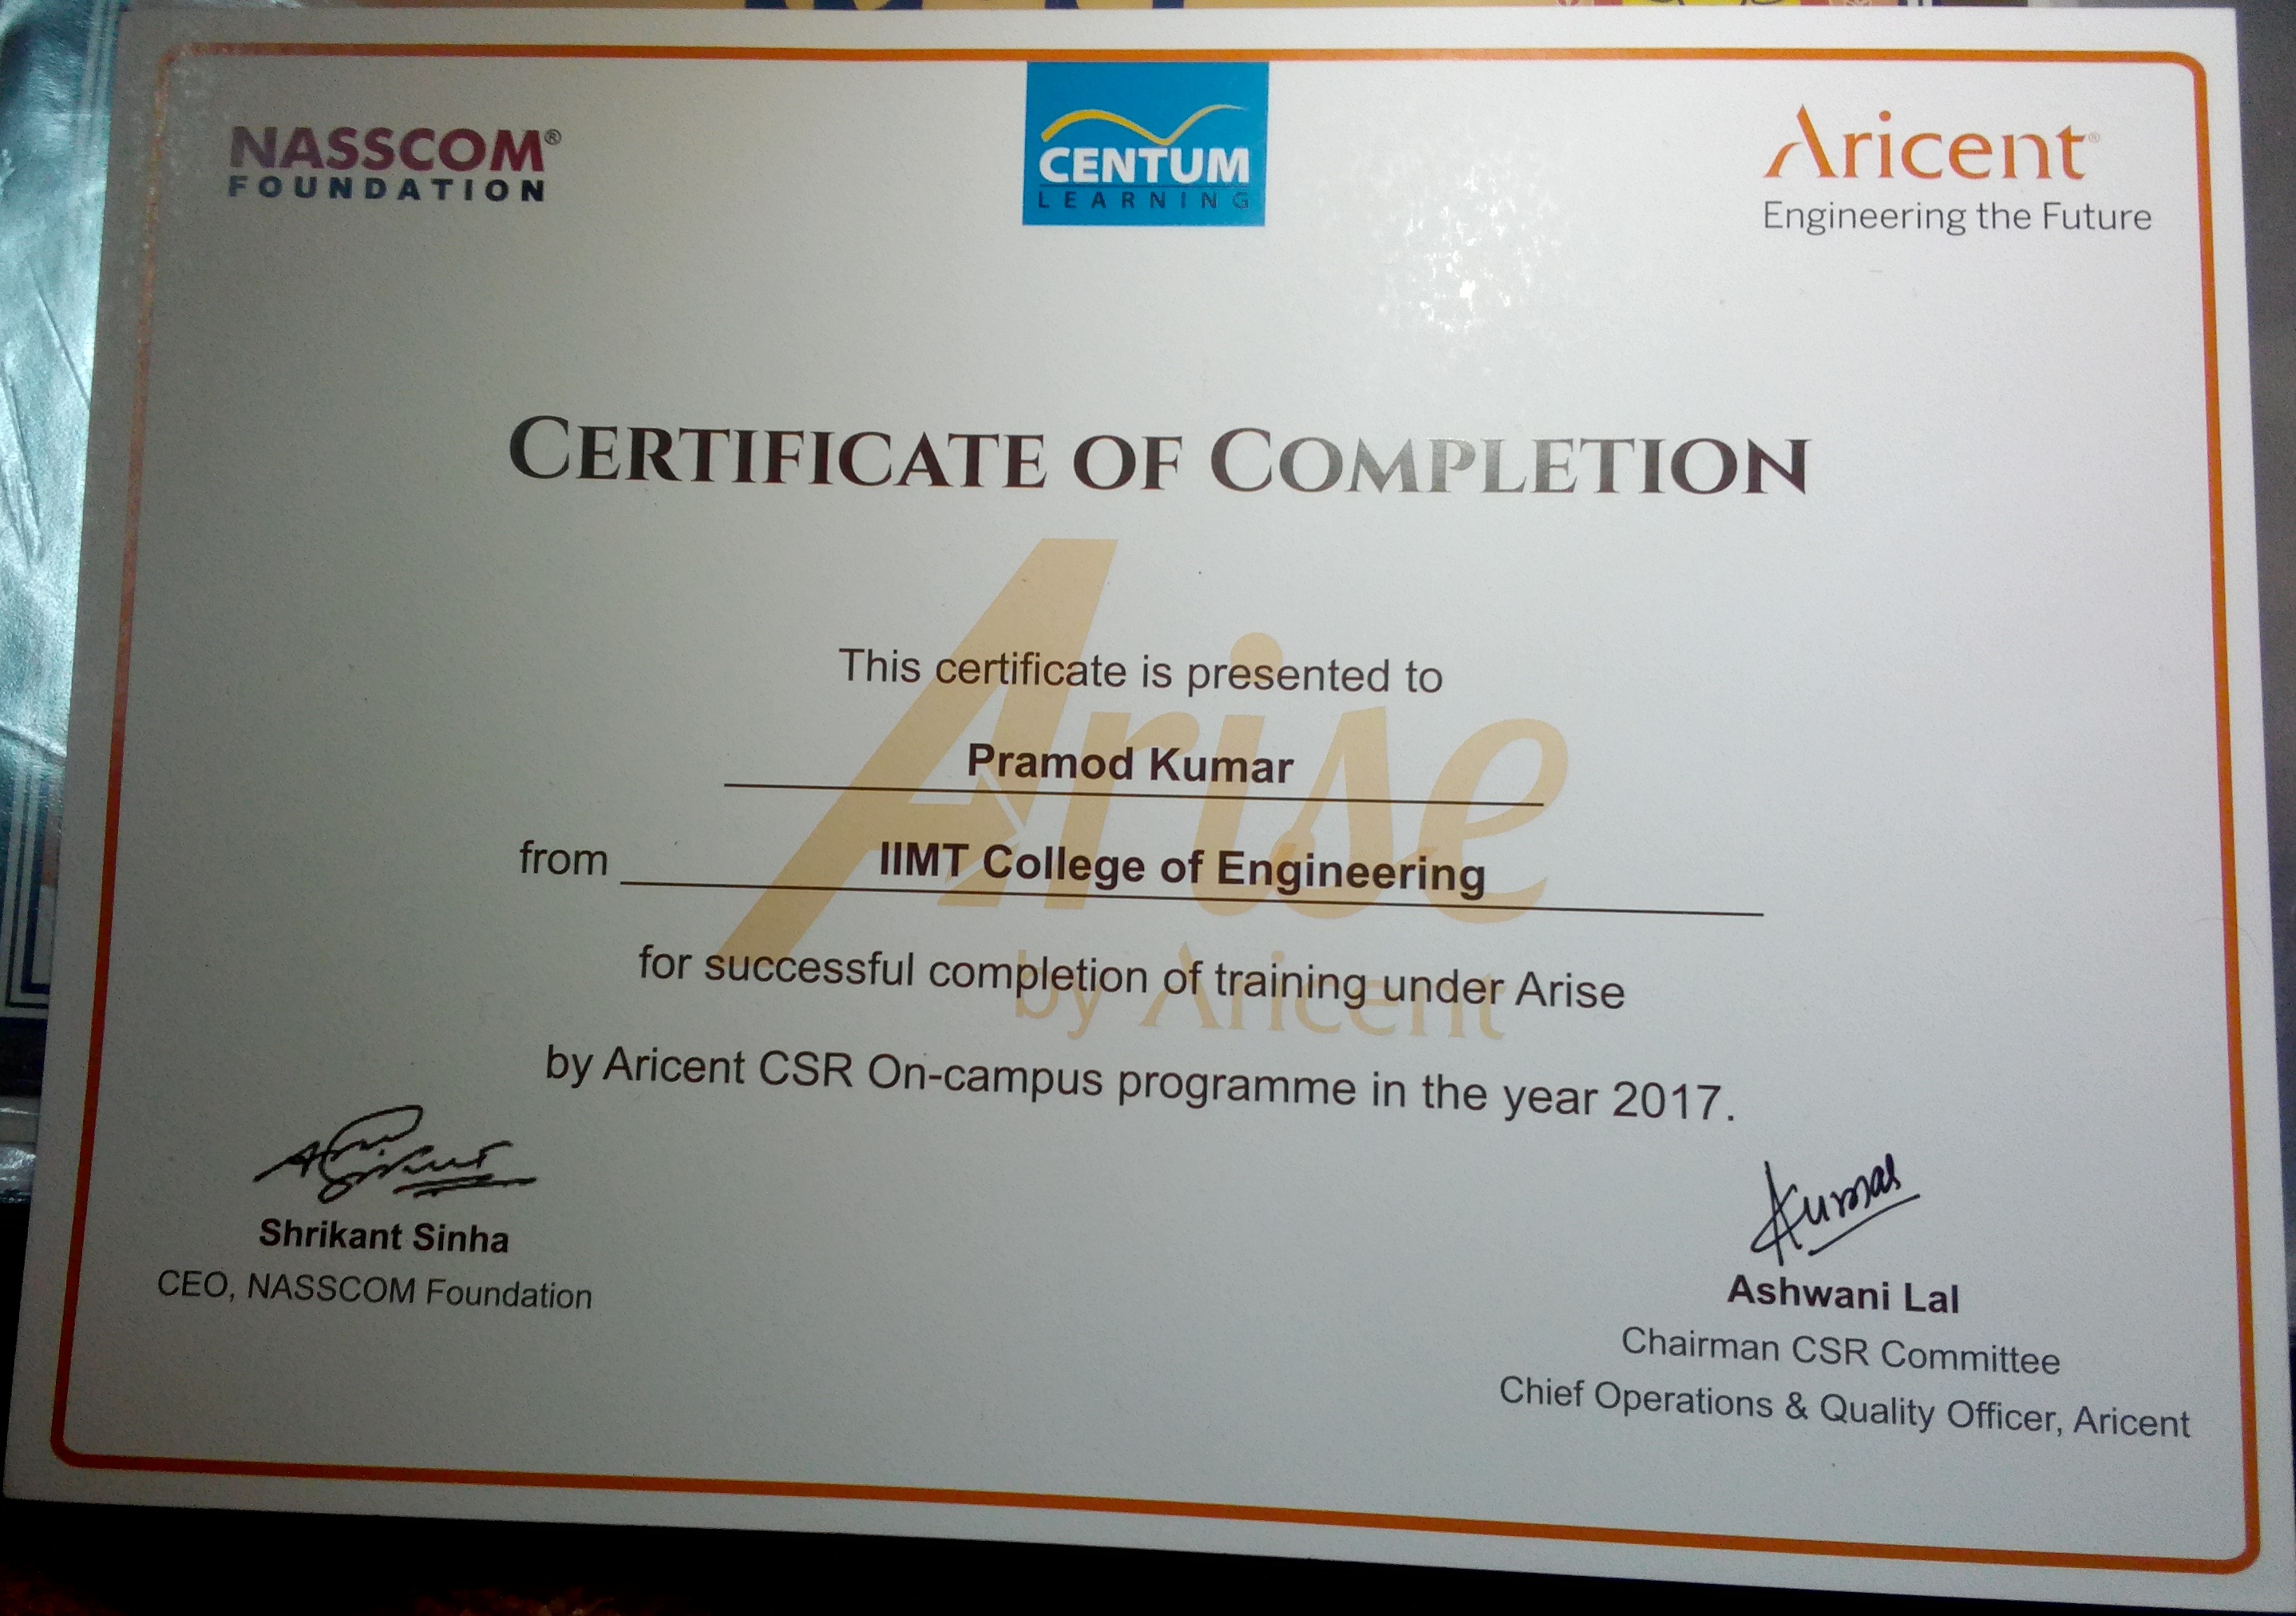 NASSCOM®
FOUNDATION
CENTUM
LEARNING
Aricent®
Engineering the Future
CERTIFICATE OF COMPLETION
This certificate is presented to
Pramod Kumar
from IIMT College of Engineering
for successful completion of training under Arise
by Aricent CSR On-campus programme in the year 2017.
Arise
by Aricent
Shrikant Sinha
CEO, NASSCOM Foundation
Kumar
Ashwani Lal
Chairman CSR Committee
Chief Operations & Quality Officer, Aricent